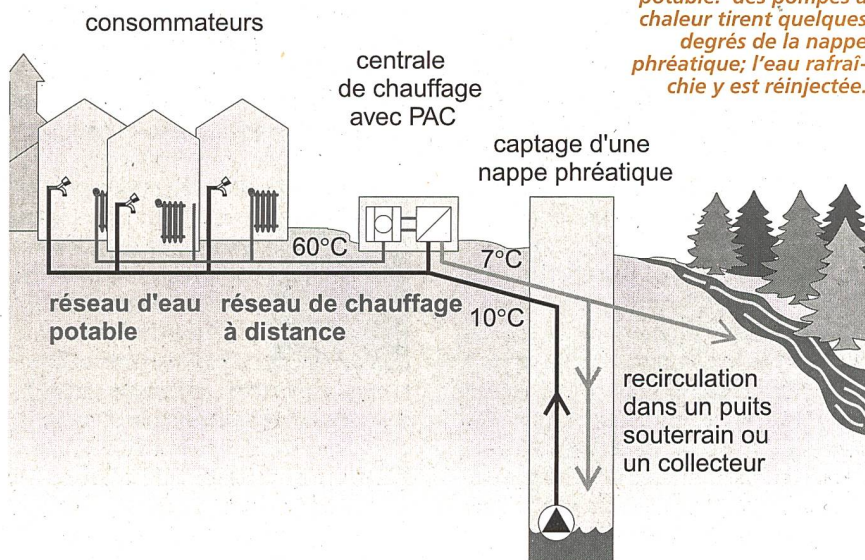 potable: des pompes à
chaleur tirent quelques
degrés de la nappe
phréatique; l'eau rafraî-
chie y est réinjectée.
consommateurs
centrale
de chauffage
avec PAC
captage d'une
nappe phréatique
60°C
7°C
10°C
réseau d'eau
potable
réseau de chauffage
à distance
recirculation
dans un puits
souterrain ou
un collecteur